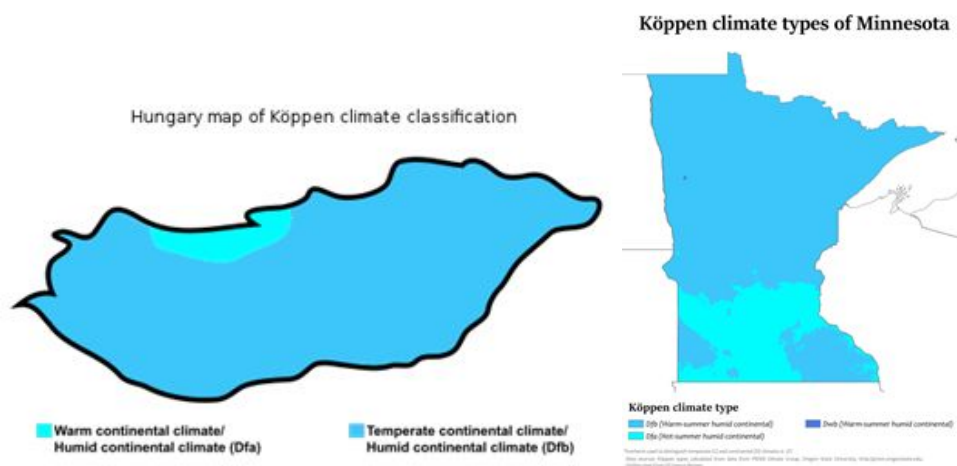 Köppen climate types of Minnesota
Hungary map of Köppen climate classification
Warm continental climate/
Humid continental climate (Dfa)
Temperate continental climate/
Humid continental climate (Dfb)
Köppen climate type
Dfb (Warm-summer humid continental)
Dwb (Warm-summer humid continental)
Dfa (Hot-summer humid continental)